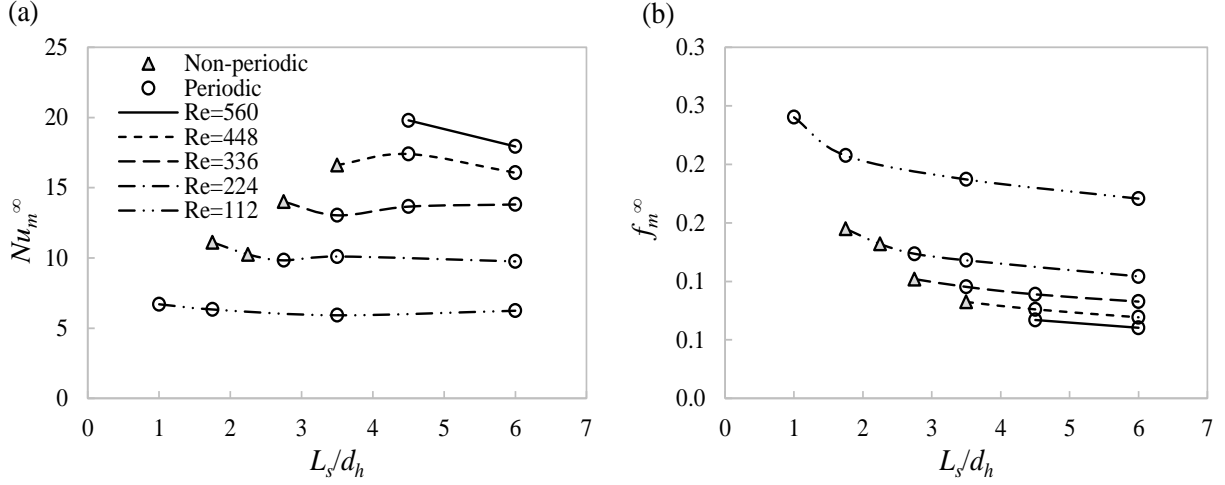 (a)
25
20
15
10
5
0
Nu_m^∞
Non-periodic
Periodic
Re=560
Re=448
Re=336
Re=224
Re=112
0 1 2 3 4 5 6 7
L_s/d_h
(b)
0.3
0.3
0.2
0.2
0.1
0.1
0.0
f_m^∞
0 1 2 3 4 5 6 7
L_s/d_h